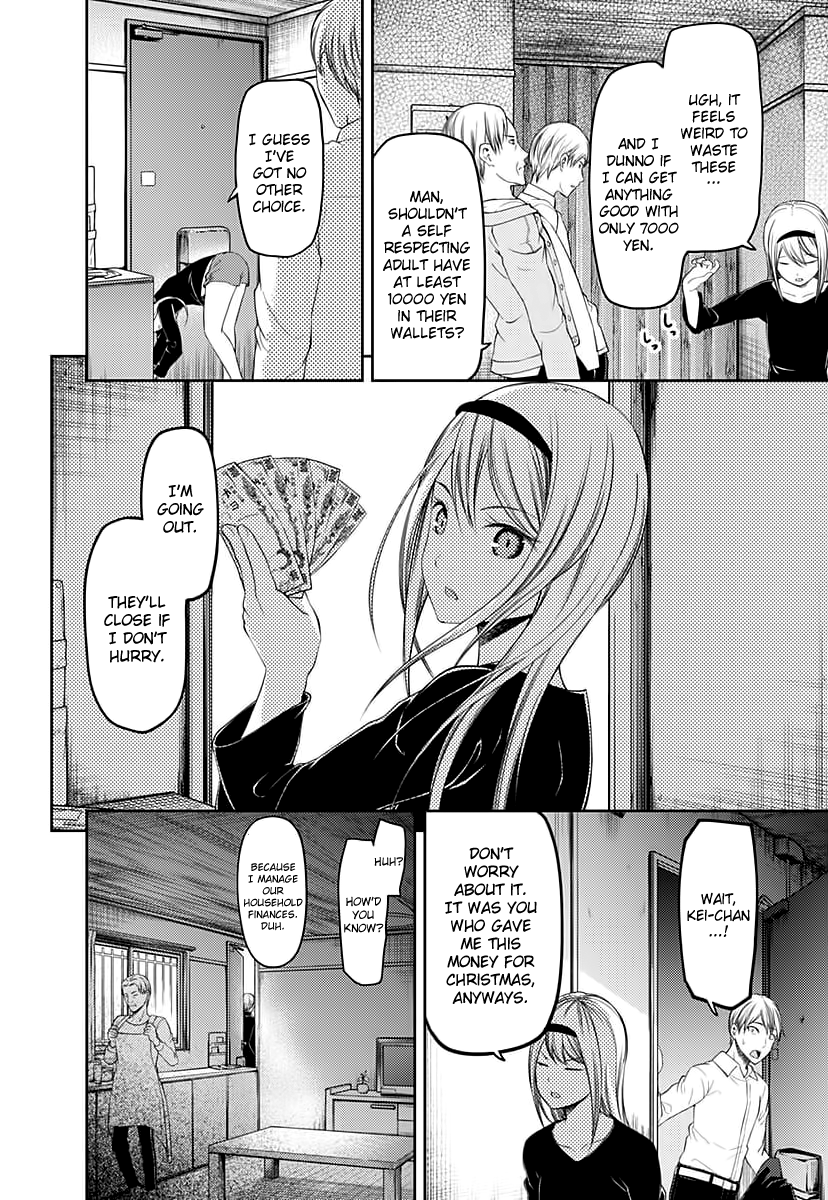 UGH, IT
FEELS
WEIRD TO
WASTE
THESE
...
AND I
DUNNO IF
I CAN GET
ANYTHING
GOOD WITH
ONLY 7000
YEN.
っ
っ
MAN,
SHOULDN'T
A SELF
RESPECTING
ADULT HAVE
AT LEAST
10000 YEN
IN THEIR
WALLETS?
I GUESS
I'VE
GOT NO
OTHER
CHOICE.
I'M
GOING
OUT.
THEY'LL
CLOSE IF
I DON'T
HURRY.
WAIT,
KEI-CHAN
...!
DON'T
WORRY
ABOUT IT.
IT WAS YOU
WHO GAVE
ME THIS
MONEY FOR
CHRISTMAS,
ANYWAYS.
HUH?
HOW'D
YOU
KNOW?
BECAUSE
I MANAGE
OUR
HOUSEHOLD
FINANCES.
DUH.